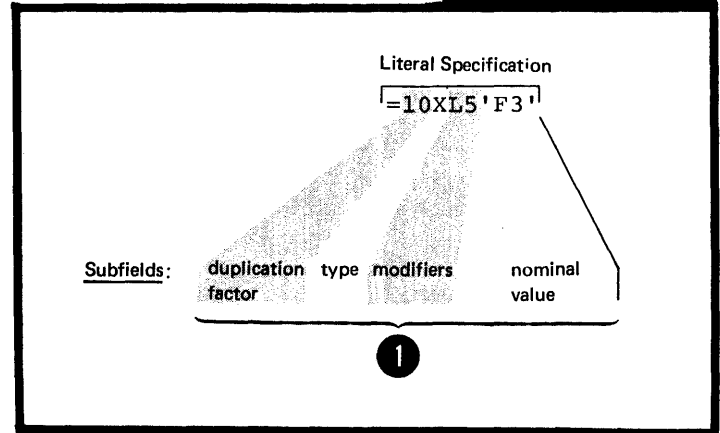 Literal Specification
=10XL5'F3'
Subfields: duplication type modifiers nominal
factor value
1